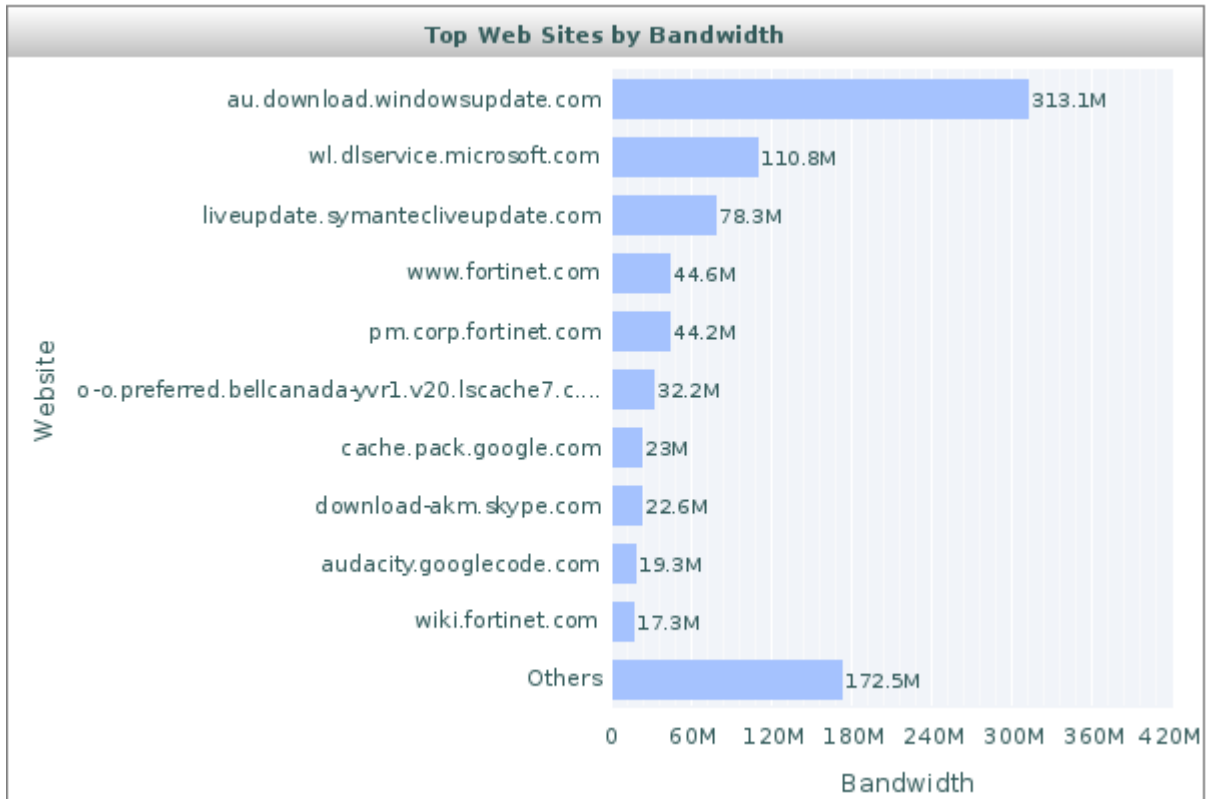 Top Web Sites by Bandwidth
au.download.windowsupdate.com 313.1M
wl.dlservice.microsoft.com 110.8M
liveupdate.symantecliveupdate.com 78.3M
www.fortinet.com 44.6M
pm.corp.fortinet.com 44.2M
o-o.preferred.bellcanada-yvr1.v20.lscache7.c.... 32.2M
cache.pack.google.com 23M
download-akm.skype.com 22.6M
audacity.googlecode.com 19.3M
wiki.fortinet.com 17.3M
Others 172.5M
Website
0 60M 120M 180M 240M 300M 360M 420M
Bandwidth